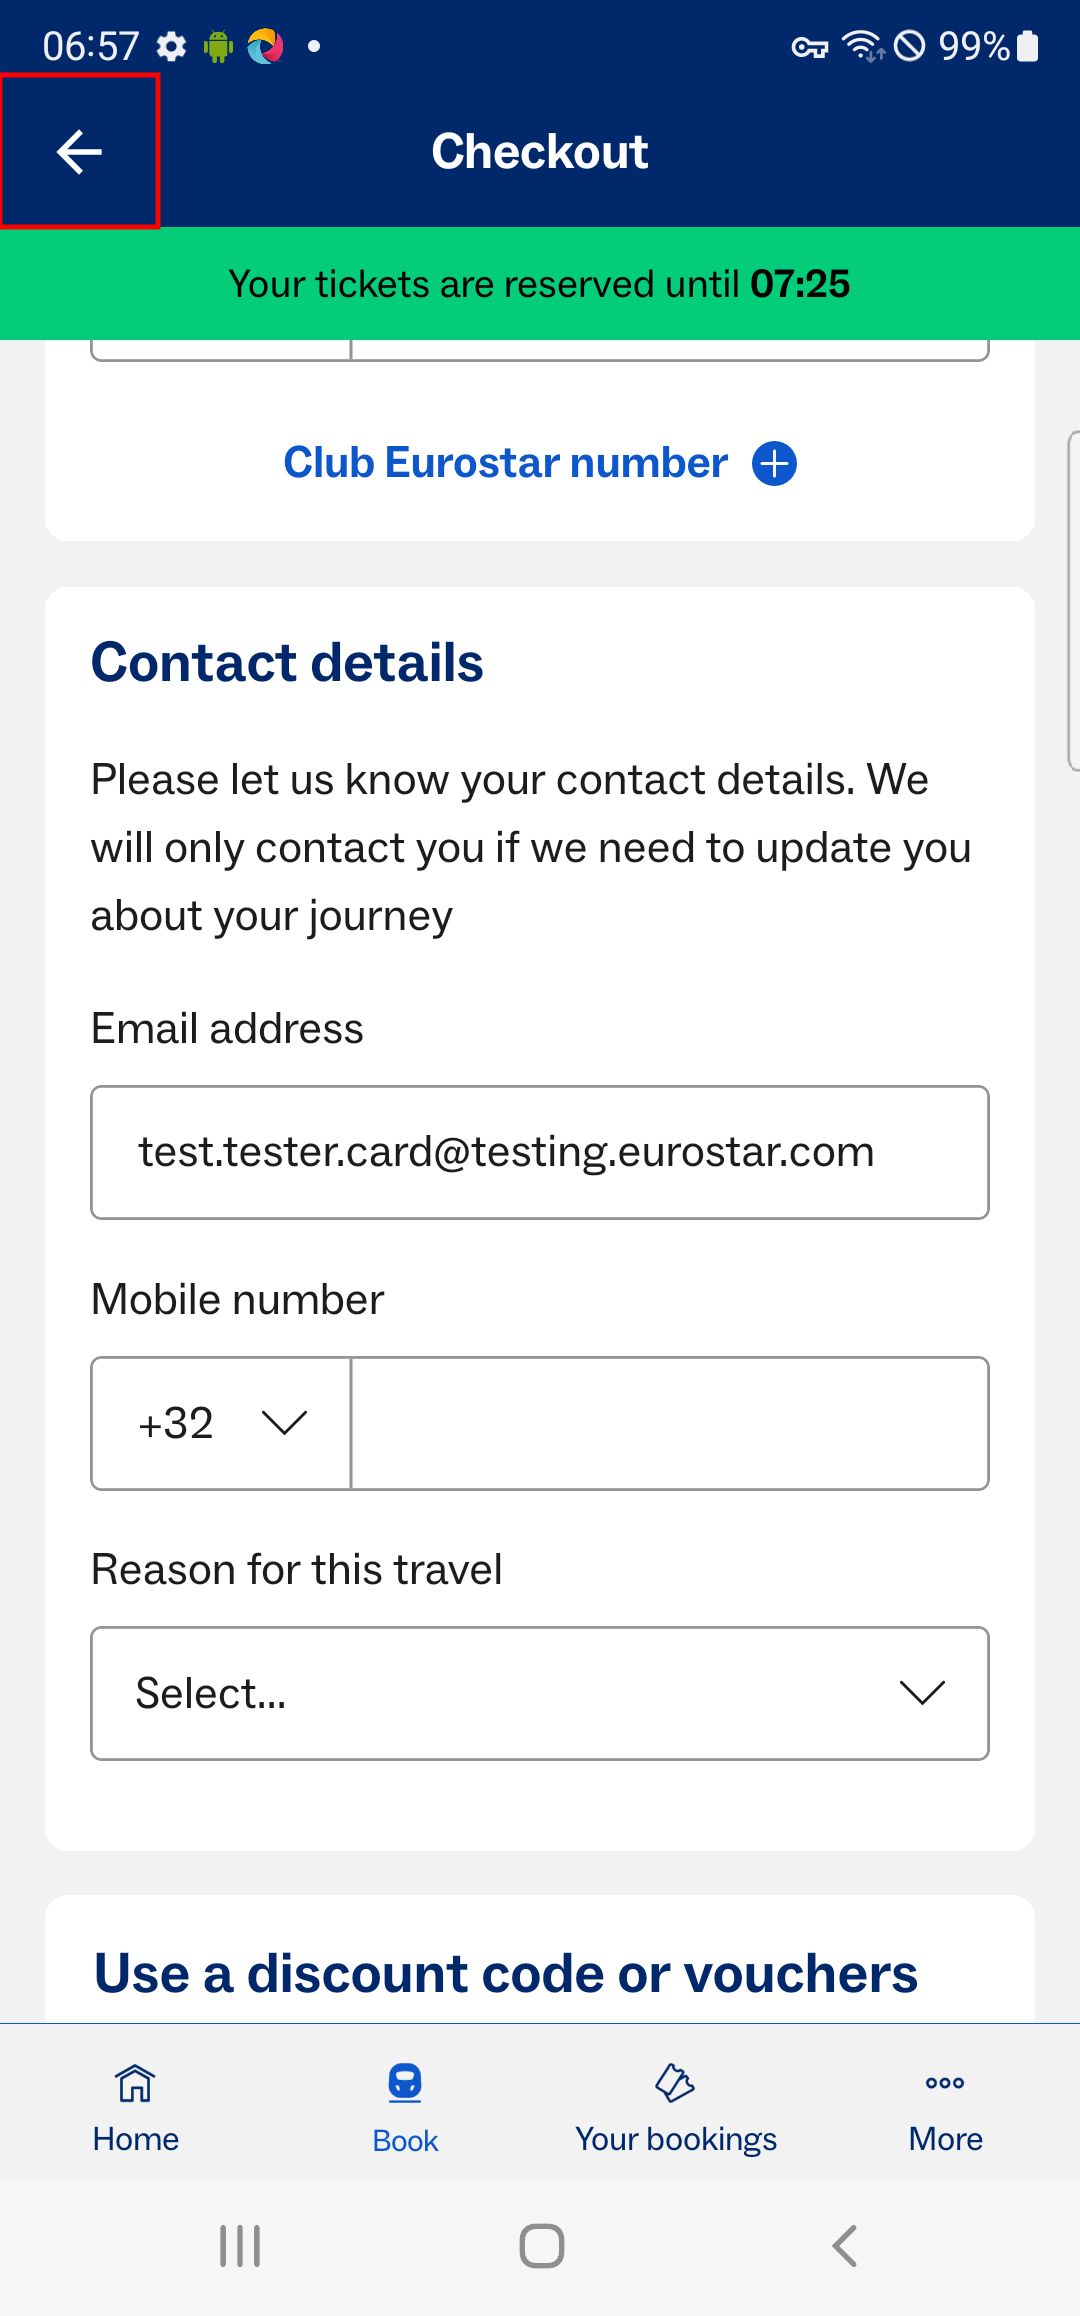 06:57
99%
Checkout
Your tickets are reserved until 07:25
Club Eurostar number
Contact details
Please let us know your contact details. We
will only contact you if we need to update you
about your journey
Email address
test.tester.card@testing.eurostar.com
Mobile number
+32
Reason for this travel
Select...
Use a discount code or vouchers
Home
Book
Your bookings
More